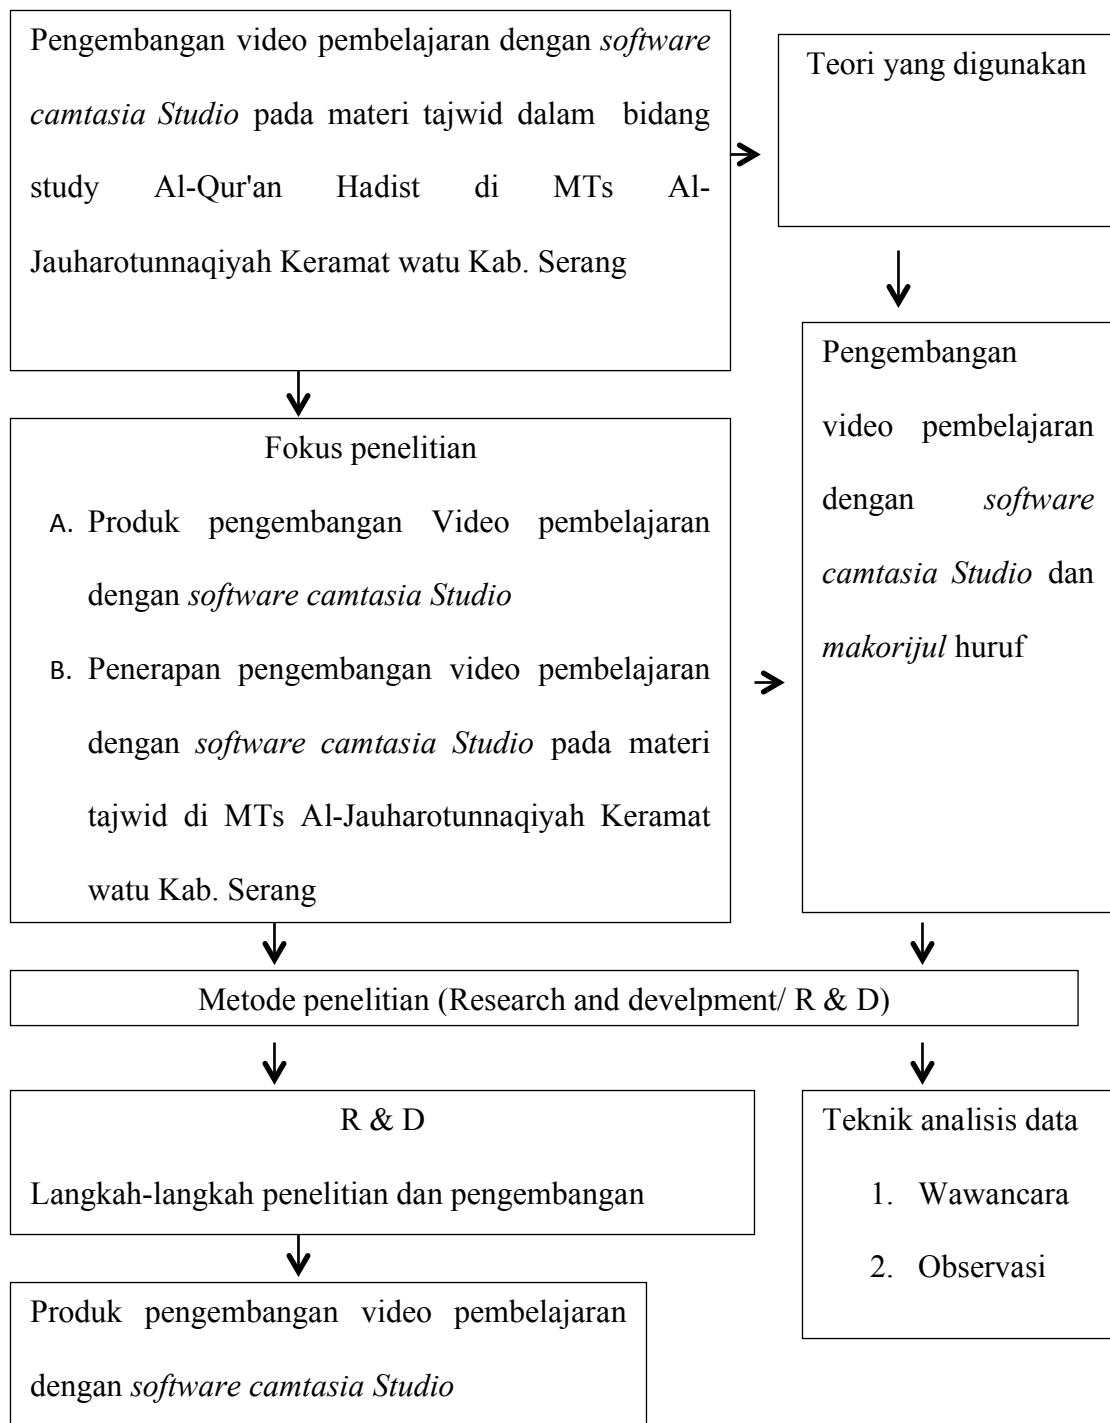 Pengembangan video pembelajaran dengan software
camtasia Studio pada materi tajwid dalam bidang
study Al-Qur'an Hadist di MTs Al-
Jauharotunnaqiyah Keramat watu Kab. Serang
Teori yang digunakan
Fokus penelitian
A. Produk pengembangan Video pembelajaran
dengan software camtasia Studio
B. Penerapan pengembangan video pembelajaran
dengan software camtasia Studio pada materi
tajwid di MTs Al-Jauharotunnaqiyah Keramat
watu Kab. Serang
Pengembangan
video pembelajaran
dengan software
camtasia Studio dan
makorijul huruf
Metode penelitian (Research and develpment/ R & D)
R & D
Langkah-langkah penelitian dan pengembangan
Teknik analisis data
1. Wawancara
2. Observasi
Produk pengembangan video pembelajaran
dengan software camtasia Studio